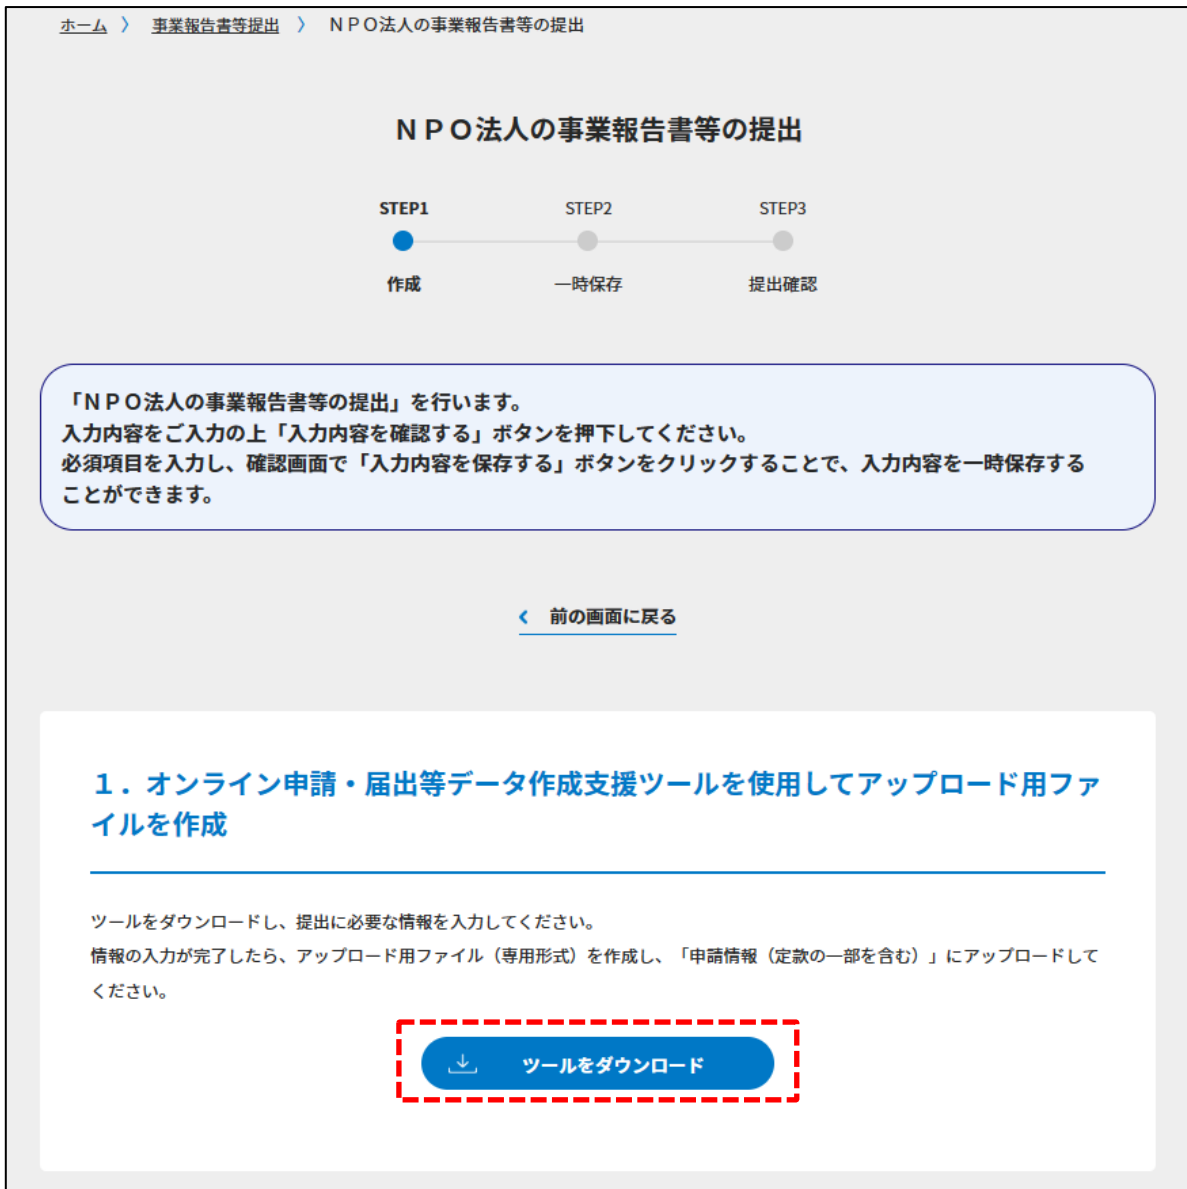 ホーム 〉 事業報告書等提出 〉 ＮＰＯ法人の事業報告書等の提出
ＮＰＯ法人の事業報告書等の提出
STEP1 STEP2 STEP3
作成 一時保存 提出確認
「ＮＰＯ法人の事業報告書等の提出」を行います。
入力内容をご入力の上「入力内容を確認する」ボタンを押下してください。
必須項目を入力し、確認画面で「入力内容を保存する」ボタンをクリックすることで、入力内容を一時保存する
ことができます。
前の画面に戻る
１．オンライン申請・届出等データ作成支援ツールを使用してアップロード用ファ
イルを作成
ツールをダウンロードし、提出に必要な情報を入力してください。
情報の入力が完了したら、アップロード用ファイル（専用形式）を作成し、「申請情報（定款の一部を含む）」にアップロードして
ください。
ツールをダウンロード